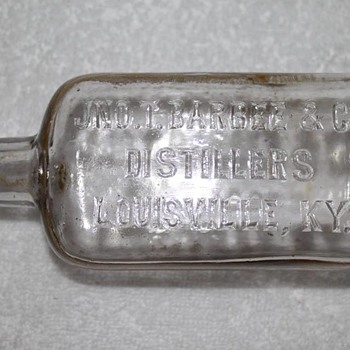 JNO. T. BARBEE & C
DISTILLERS
LOUISVILLE, KY.